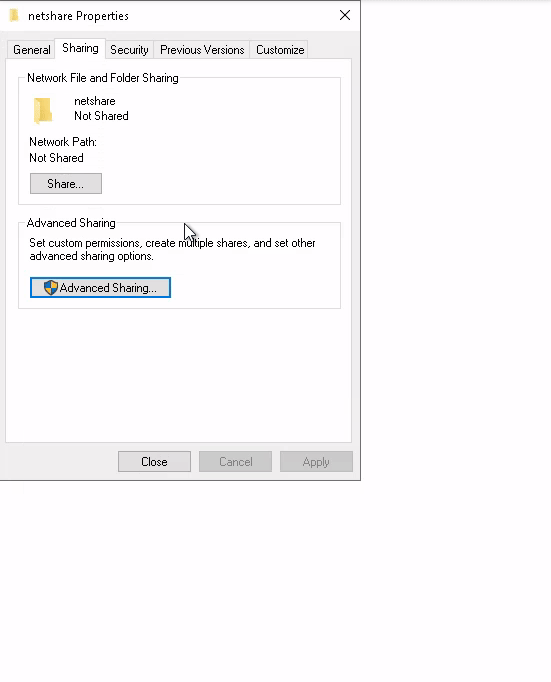 netshare Properties
General
Sharing
Security
Previous Versions
Customize
Network File and Folder Sharing
netshare
Not Shared
Network Path:
Not Shared
Share...
Advanced Sharing
Set custom permissions, create multiple shares, and set other
advanced sharing options.
Advanced Sharing...
Close
Cancel
Apply